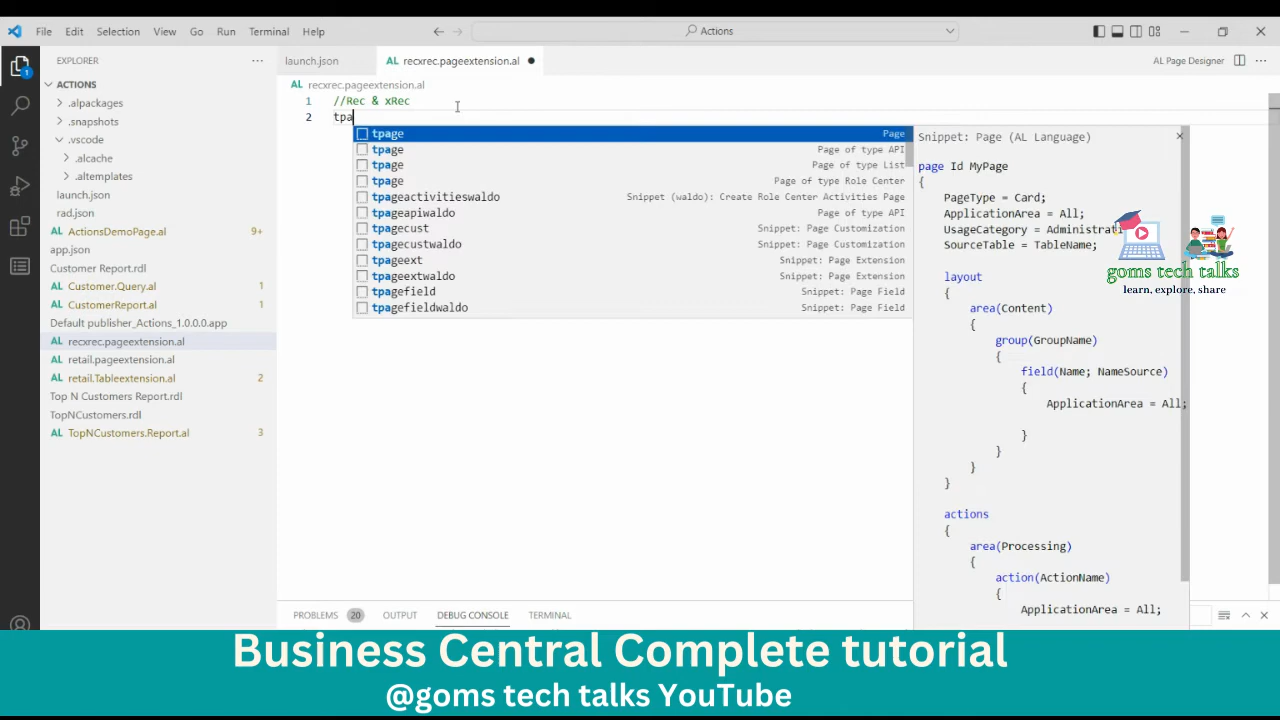 File Edit Selection View Go Run Terminal Help
Actions
EXPLORER
launch.json
AL recxrec.pageextension.al
AL Page Designer
ACTIONS
.alpackages
.snapshots
.vscode
.alcache
.altemplates
launch.json
rad.json
AL ActionsDemoPage.al 9+
app.json
Customer Report.rdl
AL Customer.Query.al 1
AL CustomerReport.al 1
Default publisher_Actions_1.0.0.0.app
AL recxrec.pageextension.al
AL retail.pageextension.al
AL retail.Tableextension.al 2
Top N Customers Report.rdl
TopNCustomers.rdl
AL TopNCustomers.Report.al 3
AL recxrec.pageextension.al
1 //Rec & xRec
2 tpa
tpage Page
tpage Page of type API
tpage Page of type List
tpage Page of type Role Center
tpageactivitieswaldo Snippet (waldo): Create Role Center Activities Page
tpageapiwaldo Page of type API
tpagecust Snippet: Page Customization
tpagecustwaldo Snippet: Page Customization
tpageext Snippet: Page Extension
tpageextwaldo Snippet: Page Extension
tpagefield Snippet: Page Field
tpagefieldwaldo Snippet: Page Field
Snippet: Page (AL Language)
page Id MyPage
{
PageType = Card;
ApplicationArea = All;
UsageCategory = Administrati
SourceTable = TableName;
layout
{
area(Content)
{
group(GroupName)
{
field(Name; NameSource)
{
ApplicationArea = All;
}
}
}
}
actions
{
area(Processing)
{
action(ActionName)
{
ApplicationArea = All;
goms tech talks
learn, explore, share
PROBLEMS 20 OUTPUT DEBUG CONSOLE TERMINAL
Business Central Complete tutorial
@goms tech talks YouTube